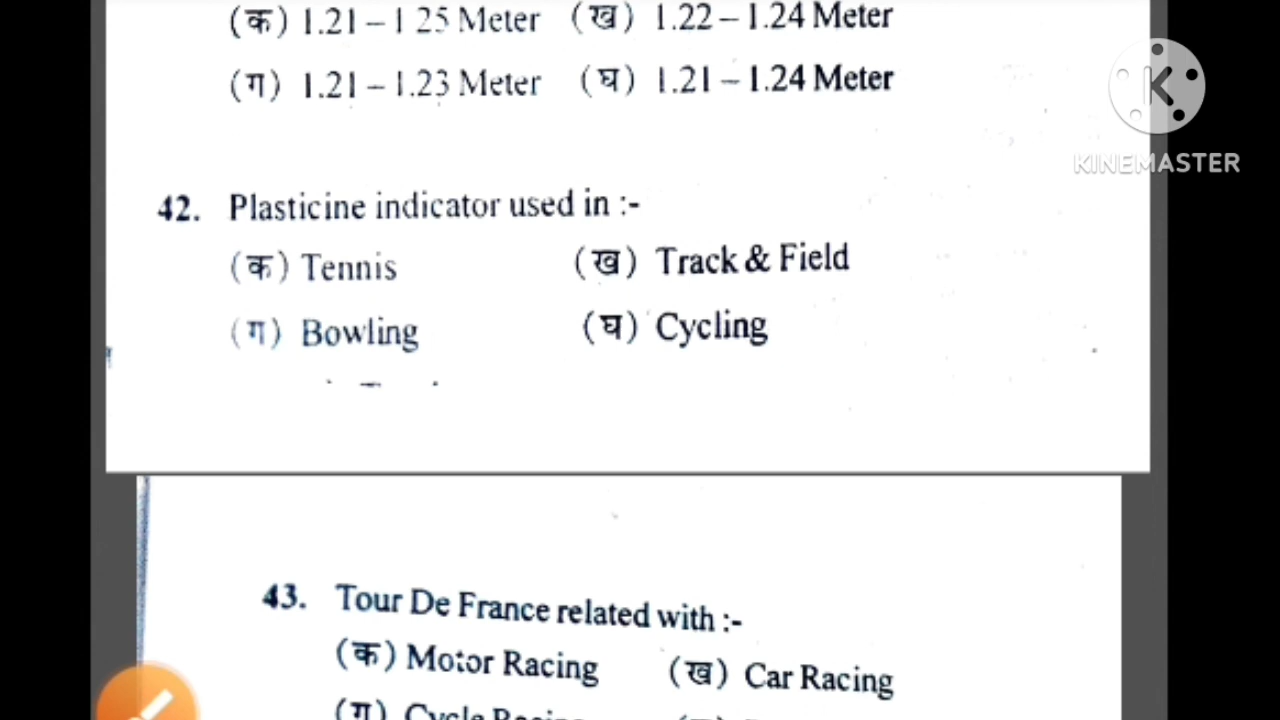 (क) 1.21 – 1 25 Meter (ख) 1.22 – 1.24 Meter
(ग) 1.21 – 1.23 Meter (घ) 1.21 – 1.24 Meter
K
KINEMASTER
42. Plasticine indicator used in :-
(क) Tennis (ख) Track & Field
(ग) Bowling (घ) Cycling
43. Tour De France related with :-
(क) Motor Racing (ख) Car Racing
(ग) Cycle Racing